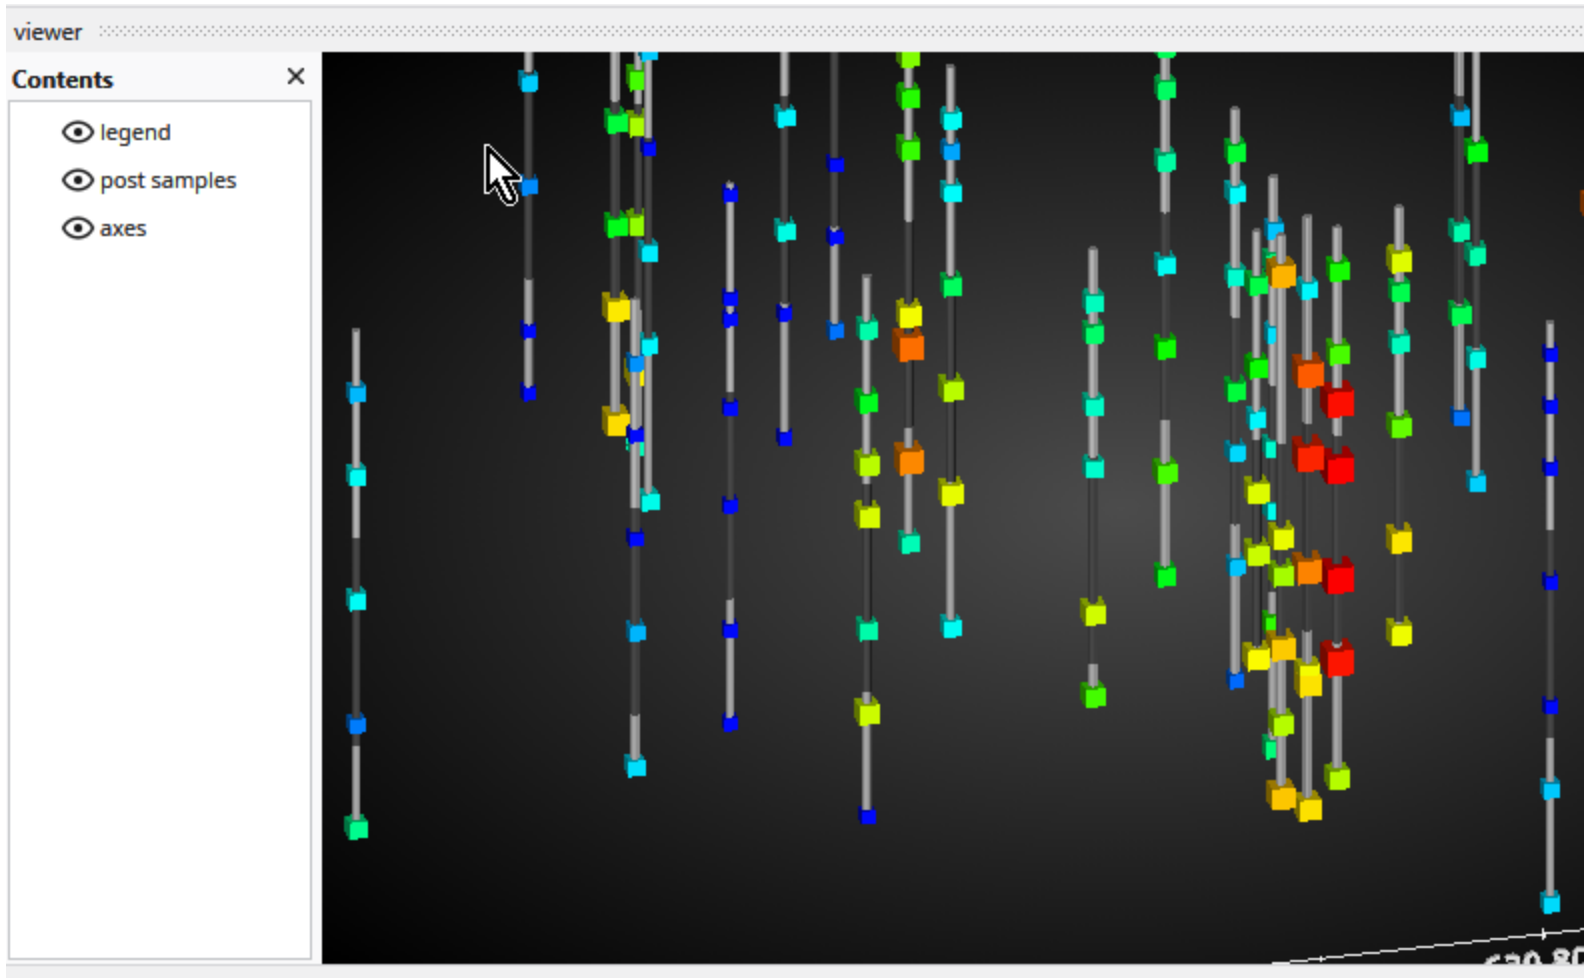 viewer
Contents
legend
post samples
axes